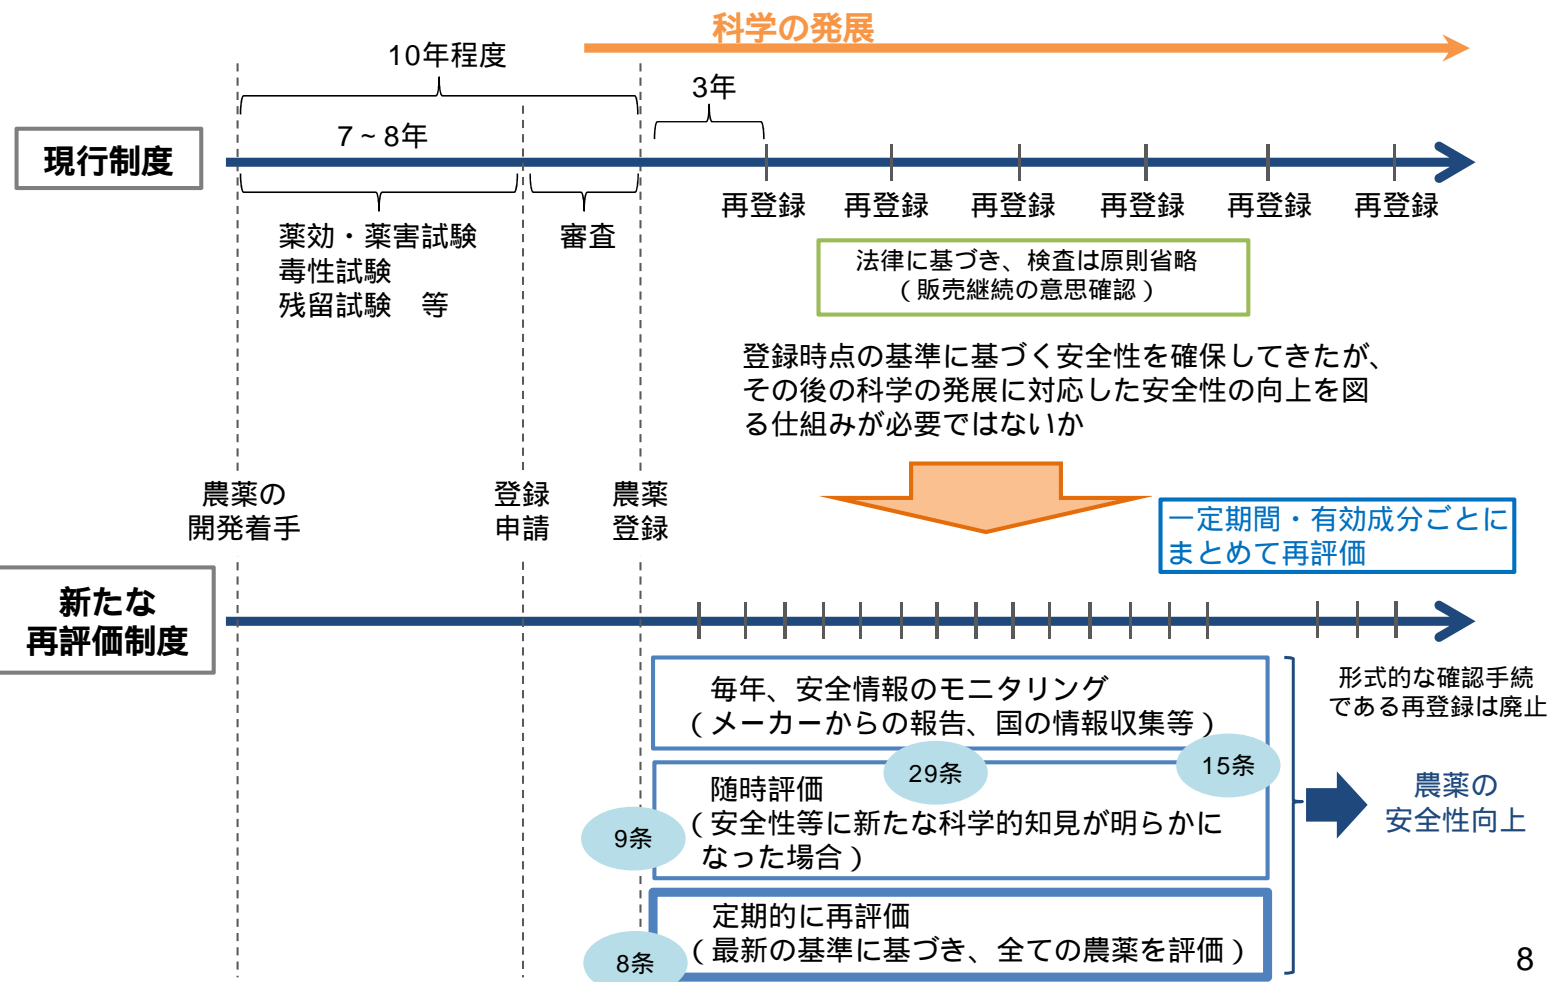 科学の発展
10年程度
3年
7~8年
現行制度
再登録 再登録 再登録 再登録 再登録 再登録
薬効・薬害試験
毒性試験
残留試験 等
審査
法律に基づき、検査は原則省略
(販売継続の意思確認)
登録時点の基準に基づく安全性を確保してきたが、
その後の科学の発展に対応した安全性の向上を図
る仕組みが必要ではないか
農薬の
開発着手
登録
申請
農薬
登録
一定期間・有効成分ごとに
まとめて再評価
新たな
再評価制度
毎年、安全情報のモニタリング
(メーカーからの報告、国の情報収集等)
29条
15条
随時評価
(安全性等に新たな科学的知見が明らかに
なった場合)
9条
定期的に再評価
(最新の基準に基づき、全ての農薬を評価)
8条
形式的な確認手続
である再登録は廃止
農薬の
安全性向上
8